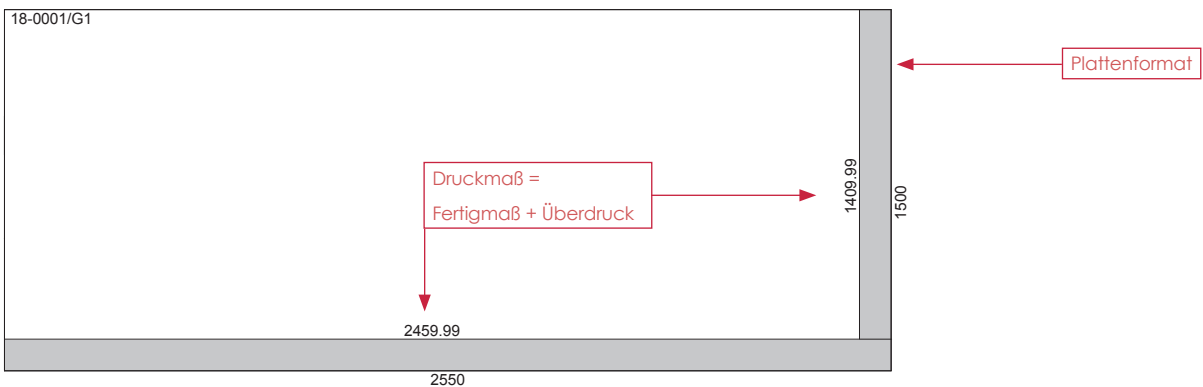 18-0001/G1
Plattenformat
Druckmaß =
Fertigmaß + Überdruck
1409.99
1500
2459.99
2550